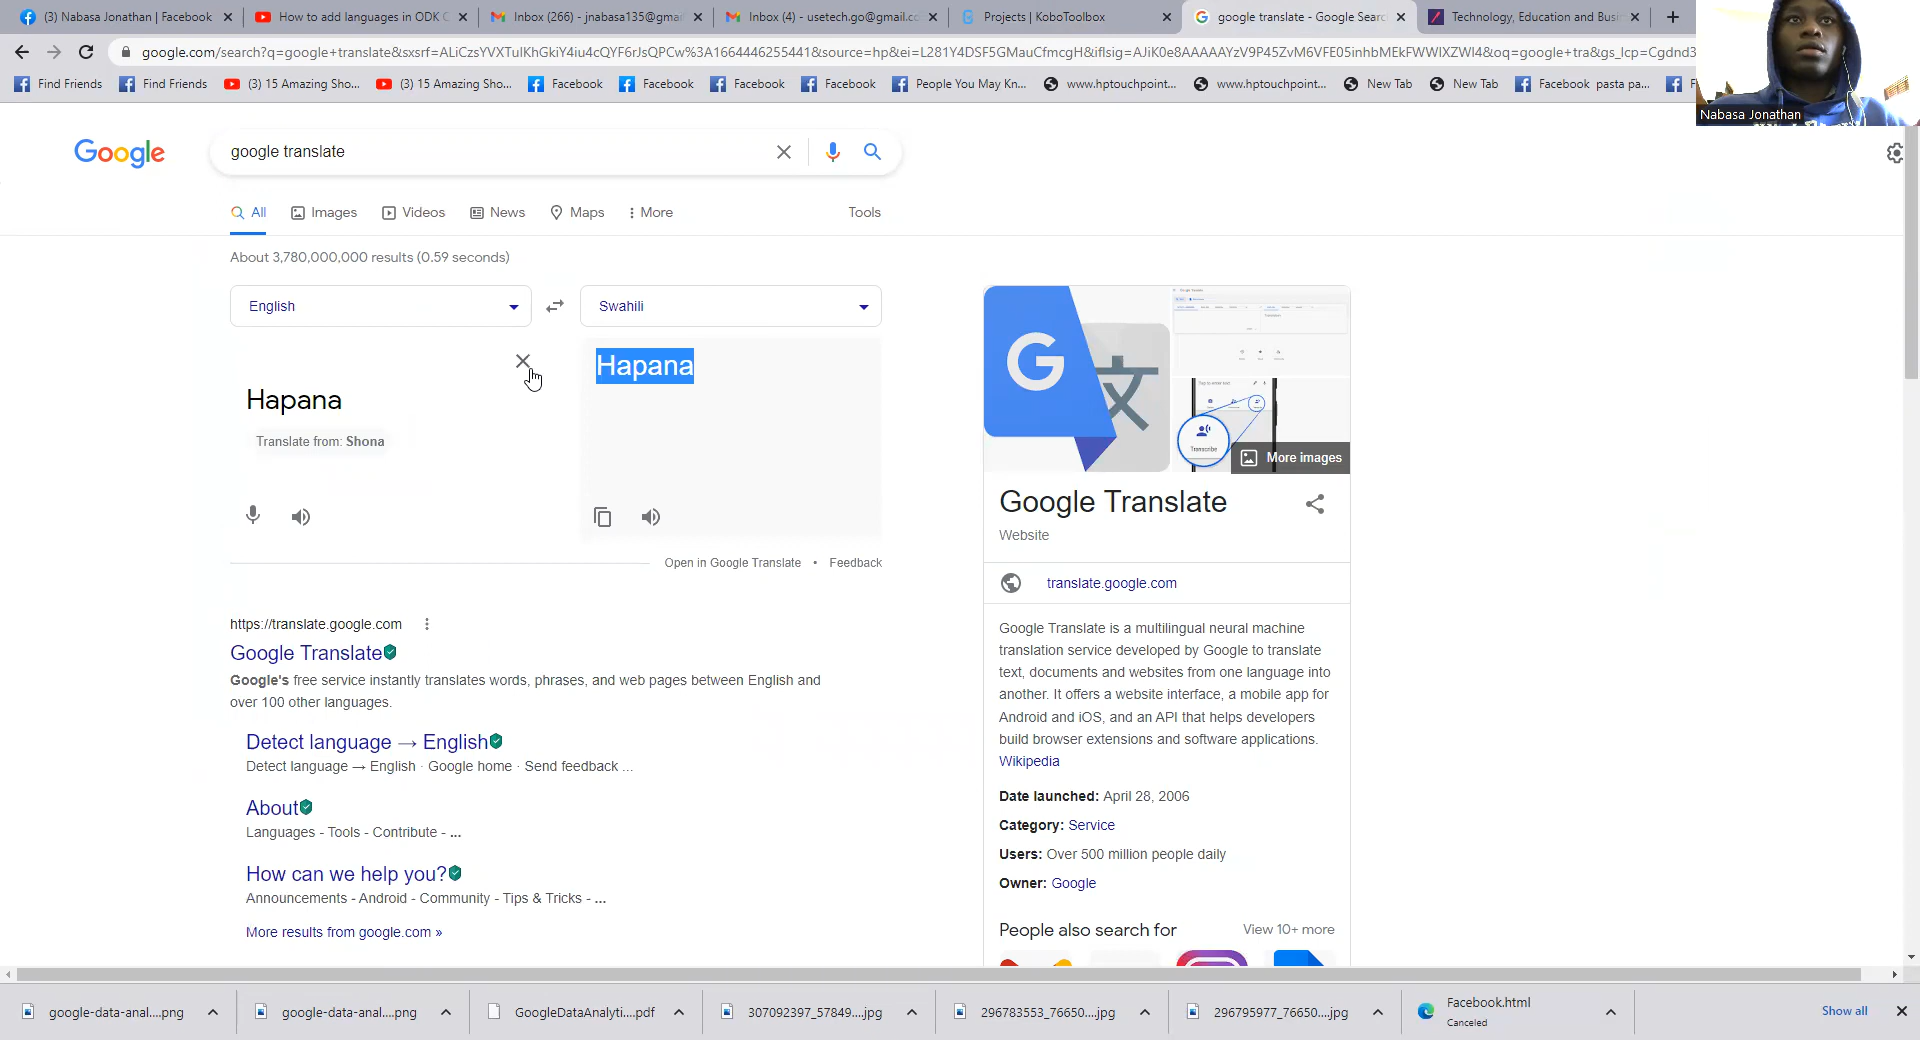 (3) Nabasa Jonathan | Facebook
How to add languages in ODK C
Inbox (266) - jnabasa135@gmai
Inbox (4) - usetech.go@gmail.co
Projects | KoboToolbox
google translate - Google Searc
Technology, Education and Busi
google.com/search?q=google+translate&sxsrf=ALiCzsYVXTulKhGkiY4iu4cQYF6rJsQPCw%3A1664446255441&source=hp&ei=L281Y4DSF5GMauCfmcgH&iflsig=AJiK0e8AAAAAYzV9P45ZvM6VFE05inhbMEkFWWIXZWI4&oq=google+tra&gs_lcp=Cgdnd3
Find Friends
Find Friends
(3) 15 Amazing Sho...
(3) 15 Amazing Sho...
Facebook
Facebook
Facebook
Facebook
People You May Kn...
www.hptouchpoint...
www.hptouchpoint...
New Tab
New Tab
Facebook pasta pa...
Nabasa Jonathan
Google
google translate
All
Images
Videos
News
Maps
More
Tools
About 3,780,000,000 results (0.59 seconds)
English
Swahili
Hapana
Hapana
Translate from: Shona
Open in Google Translate • Feedback
https://translate.google.com
Google Translate
Google's free service instantly translates words, phrases, and web pages between English and
over 100 other languages.
Detect language → English
Detect language → English · Google home · Send feedback ...
About
Languages - Tools - Contribute - ...
How can we help you?
Announcements - Android - Community - Tips & Tricks - ...
More results from google.com »
G
文
Transcribe
More images
Google Translate
Website
translate.google.com
Google Translate is a multilingual neural machine
translation service developed by Google to translate
text, documents and websites from one language into
another. It offers a website interface, a mobile app for
Android and iOS, and an API that helps developers
build browser extensions and software applications.
Wikipedia
Date launched: April 28, 2006
Category: Service
Users: Over 500 million people daily
Owner: Google
People also search for
View 10+ more
google-data-anal....png
google-data-anal....png
GoogleDataAnalyti....pdf
307092397_57849....jpg
296783553_76650....jpg
296795977_76650....jpg
Facebook.html
Canceled
Show all